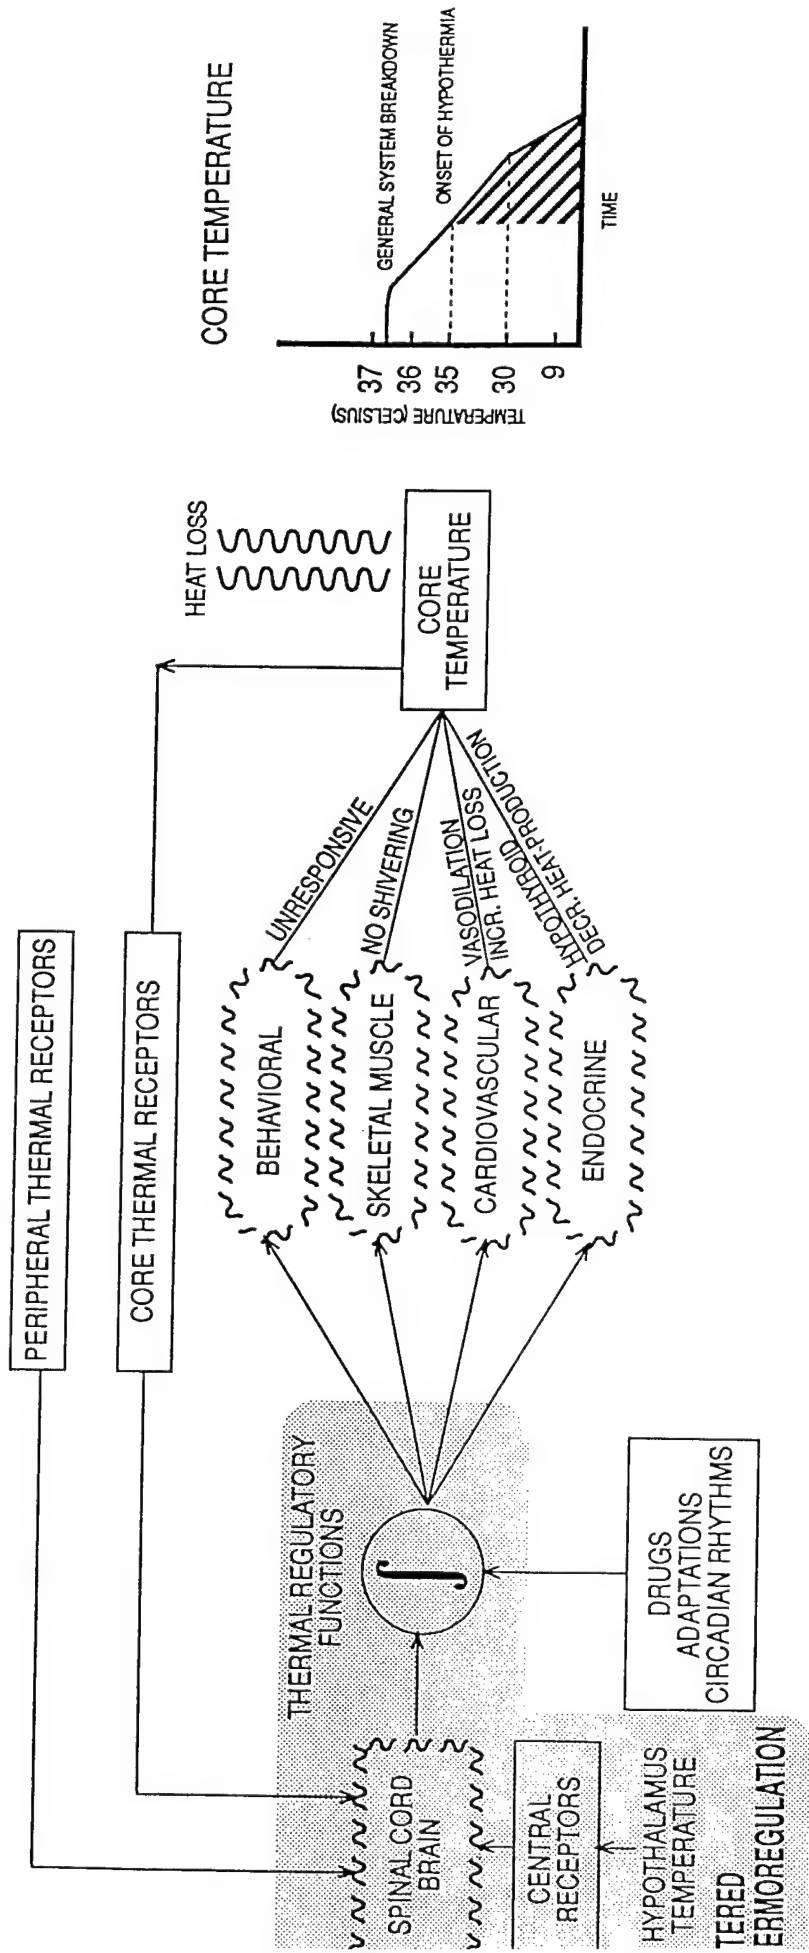 PERIPHERAL THERMAL RECEPTORS
CORE THERMAL RECEPTORS
THERMAL REGULATORY
FUNCTIONS
SPINAL CORD
BRAIN
∫
CENTRAL
RECEPTORS
HYPOTHALAMUS
TEMPERATURE
TERED
ERMOREGULATION
DRUGS
ADAPTATIONS
CIRCADIAN RHYTHMS
BEHAVIORAL
SKELETAL MUSCLE
CARDIOVASCULAR
ENDOCRINE
UNRESPONSIVE
NO SHIVERING
VASODILATION
INCR. HEAT LOSS
HYPOTHYROID
DECR. HEAT-PRODUCTION
HEAT LOSS
CORE
TEMPERATURE
CORE TEMPERATURE
TEMPERATURE (CELSIUS)
37
36
35
30
9
GENERAL SYSTEM BREAKDOWN
ONSET OF HYPOTHERMIA
TIME